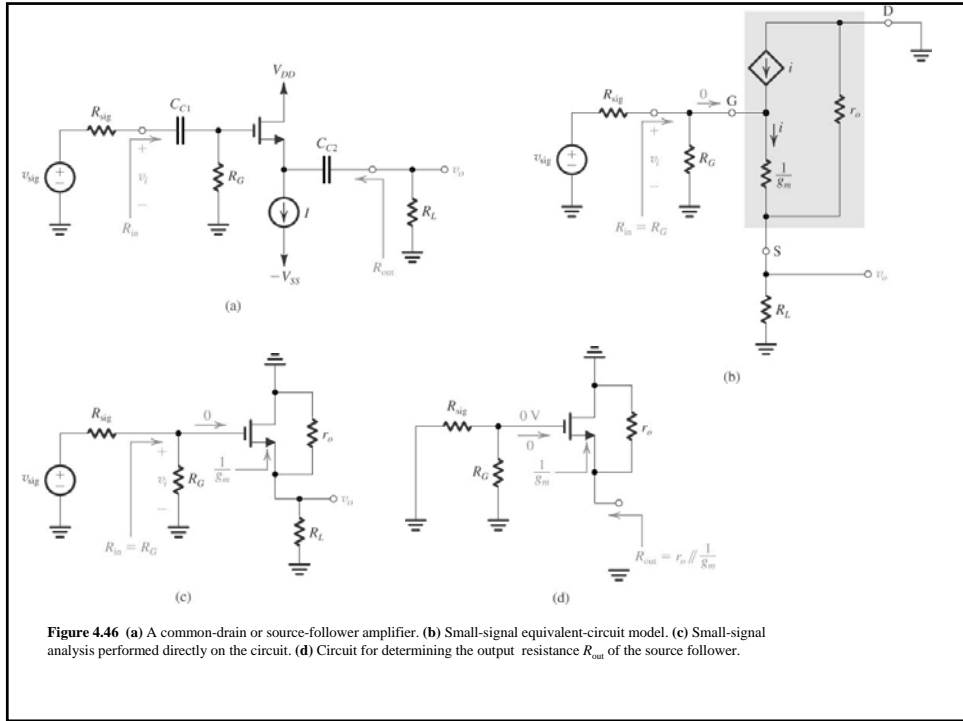 V_DD
C_C1
R_sig
C_C2
v_o
v_sig
+
−
+
v_i
−
R_G
I
R_L
R_in
R_out
−V_SS
(a)
D
i
r_o
0
G
R_sig
i
v_sig
+
−
+
v_i
−
R_G
1/g_m
R_in = R_G
S
v_o
R_L
(b)
R_sig
0
r_o
v_sig
+
−
+
v_i
−
R_G
1/g_m
v_o
R_L
R_in = R_G
(c)
R_sig
0 V
0
r_o
R_G
1/g_m
R_out = r_o // 1/g_m
(d)
Figure 4.46 (a) A common-drain or source-follower amplifier. (b) Small-signal equivalent-circuit model. (c) Small-signal
analysis performed directly on the circuit. (d) Circuit for determining the output resistance R_out of the source follower.